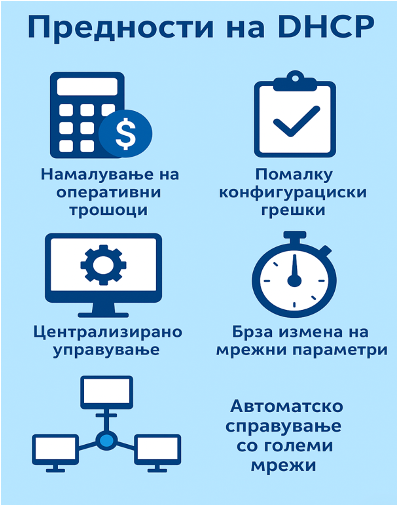 Предности на DHCP
$
Намалување на
оперативни
трошоци
Помалку
конфигурациски
грешки
Централизирано
управување
Брза измена на
мрежни параметри
Автоматско
справување
со големи
мрежи